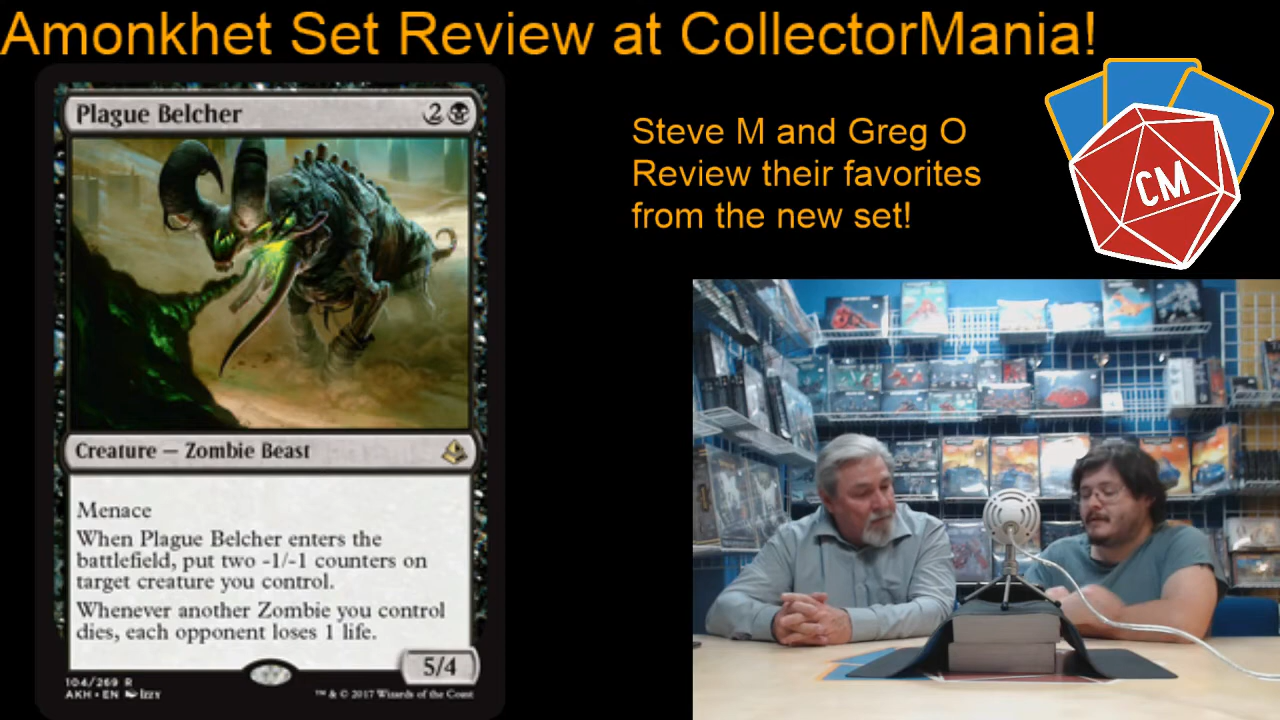 Amonkhet Set Review at CollectorMania!
Plague Belcher 2
Creature — Zombie Beast
Menace
When Plague Belcher enters the
battlefield, put two -1/-1 counters on
target creature you control.
Whenever another Zombie you control
dies, each opponent loses 1 life.
5/4
104/269 R
AKH • EN Izzy
™ & © 2017 Wizards of the Coast
Steve M and Greg O
Review their favorites
from the new set!
CM